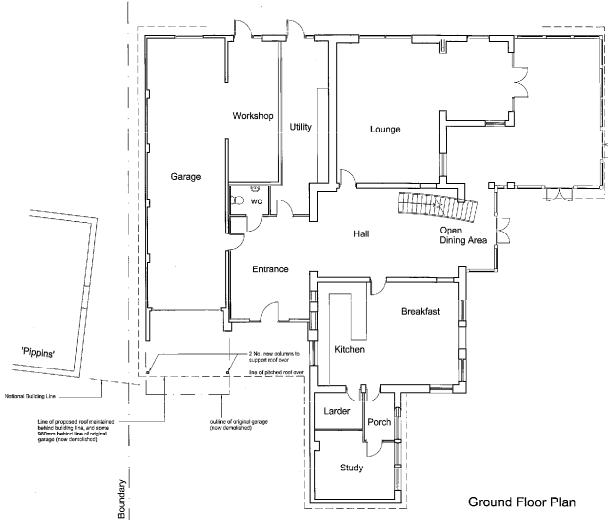 Workshop
Utility
Lounge
Garage
WC
Hall
Open
Dining Area
Entrance
Breakfast
Kitchen
'Pippins'
2 No. new columns to
support roof over
line of pitched roof over
Notional Building Line
Line of proposed roof maintained
behind building line, and some
behind line of original
garage (now demolished)
outline of original garage
(now demolished)
Larder
Porch
Study
Boundary
Ground Floor Plan